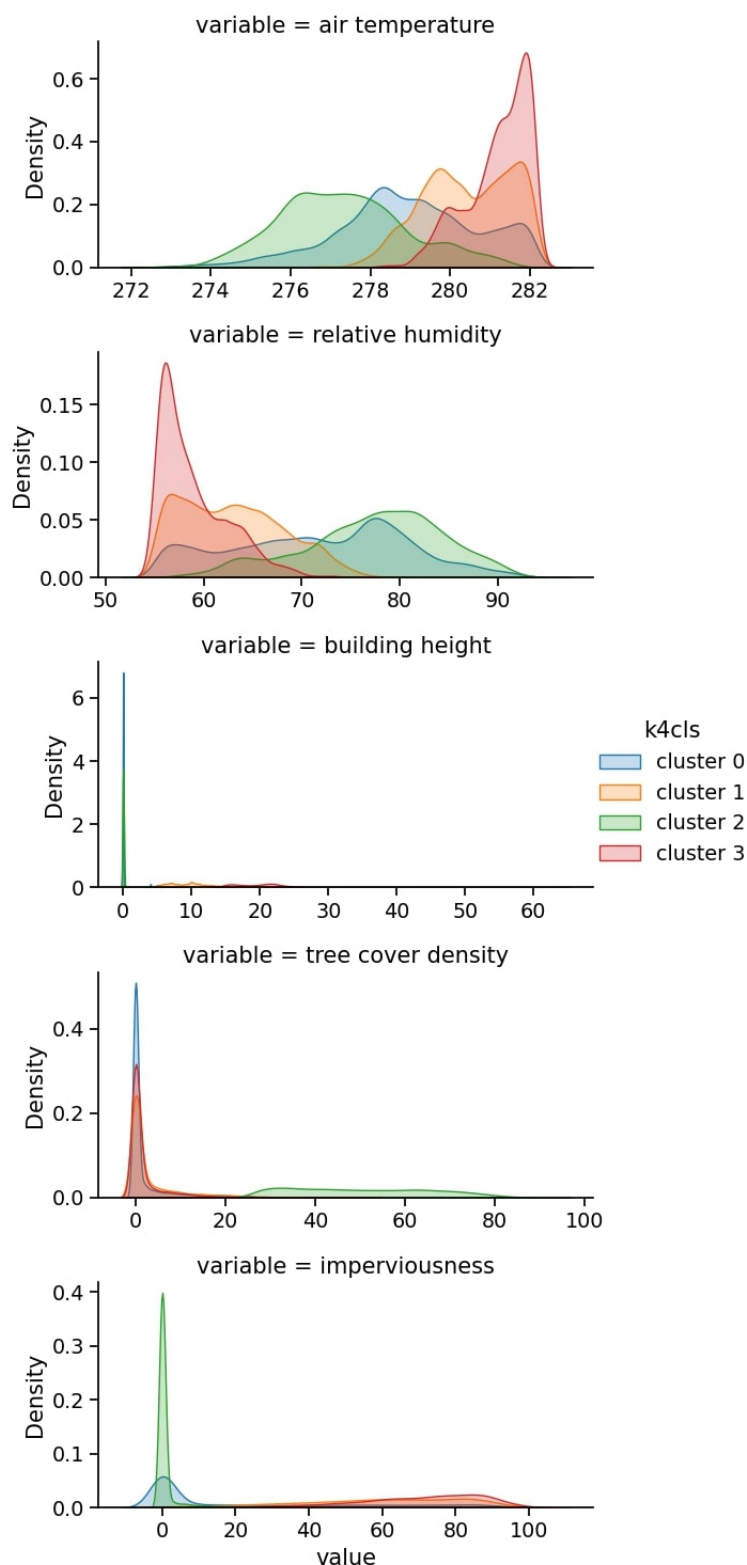 variable = air temperature
0.6
0.4
0.2
0.0
Density
272 274 276 278 280 282
variable = relative humidity
0.15
0.10
0.05
0.00
Density
50 60 70 80 90
variable = building height
6
4
2
0
Density
0 10 20 30 40 50 60
k4cls
cluster 0
cluster 1
cluster 2
cluster 3
variable = tree cover density
0.4
0.2
0.0
Density
0 20 40 60 80 100
variable = imperviousness
0.4
0.3
0.2
0.1
0.0
Density
0 20 40 60 80 100
value